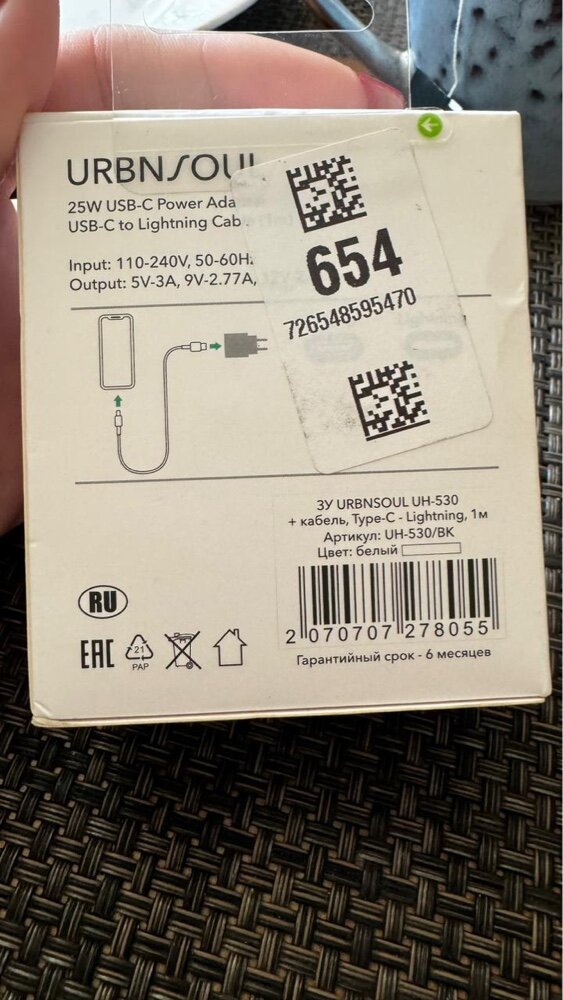 URBNSOUL
25W USB-C Power Ada
USB-C to Lightning Cab
Input: 110-240V, 50-60H
Output: 5V-3A, 9V-2.77A,
654
726548595470
ЗУ URBNSOUL UH-530
+ кабель, Type-C - Lightning, 1м
Артикул: UH-530/BK
Цвет: белый
2 070707 278055
RU
EAC
21
PAP
Гарантийный срок - 6 месяцев